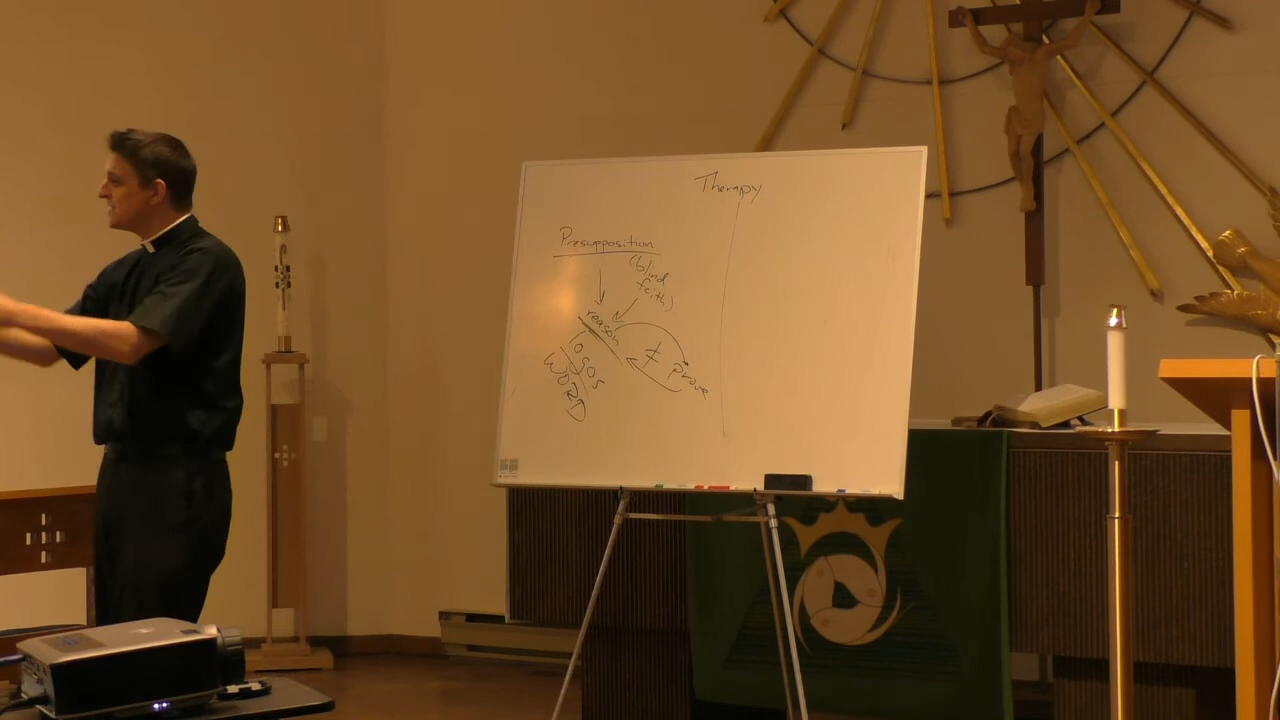 Therapy
Presupposition
(blind
faith)
reason
≠
Prove
logos
WORD